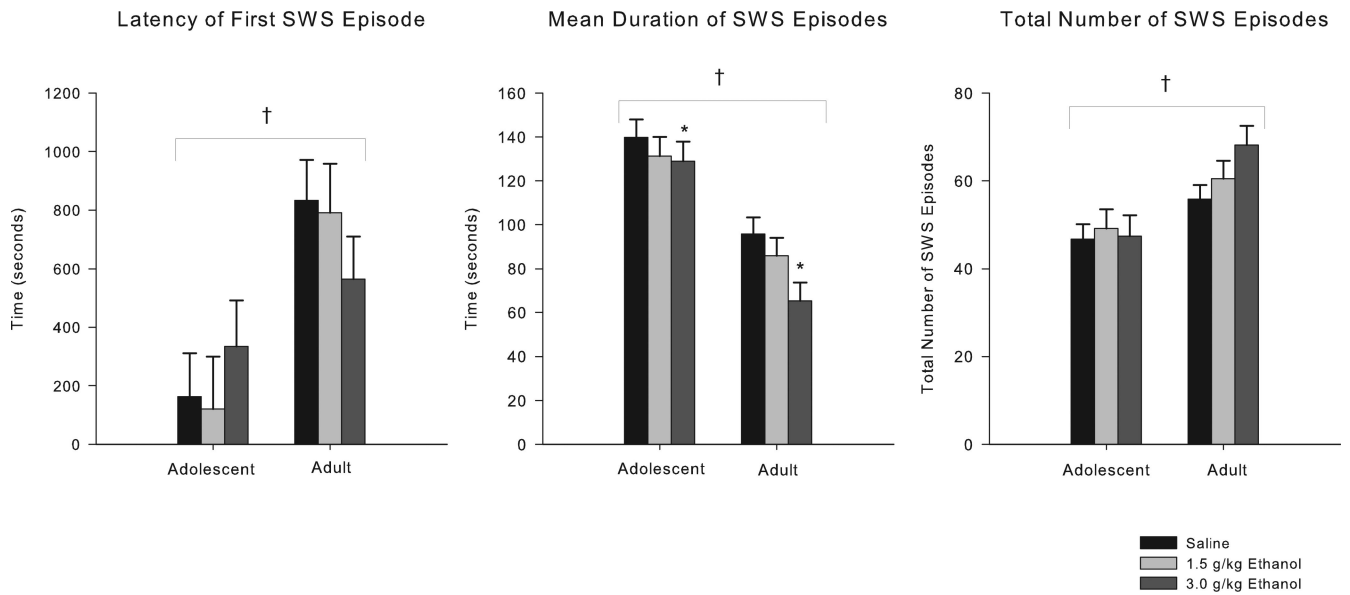 Latency of First SWS Episode
Mean Duration of SWS Episodes
Total Number of SWS Episodes
†
1200
1000
800
600
400
200
0
Time (seconds)
Adolescent
Adult
†
*
*
160
140
120
100
80
60
40
20
0
Time (seconds)
Adolescent
Adult
†
80
60
40
20
0
Total Number of SWS Episodes
Adolescent
Adult
Saline
1.5 g/kg Ethanol
3.0 g/kg Ethanol